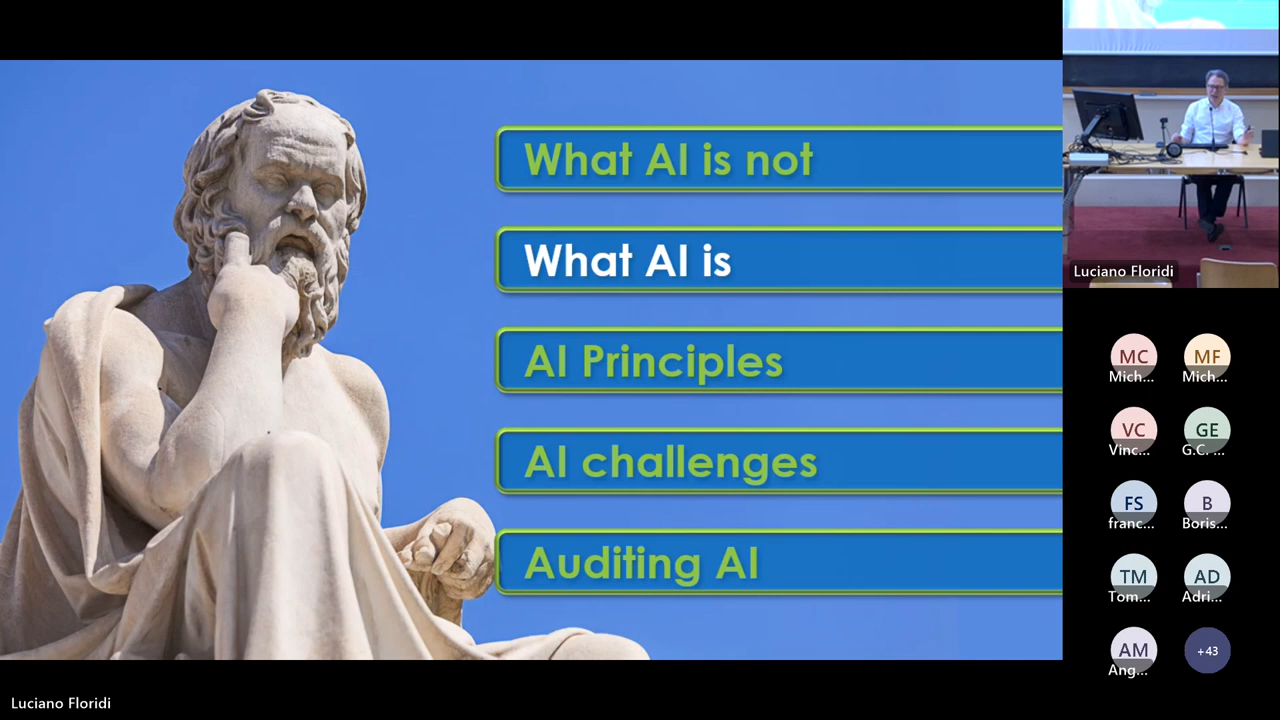 What AI is not
What AI is
AI Principles
AI challenges
Auditing AI
Luciano Floridi
MC
Mich...
MF
Mich...
VC
Vinc...
GE
G.C. ...
FS
franc...
B
Boris...
TM
Tom...
AD
Adri...
AM
Ang...
+43
Luciano Floridi